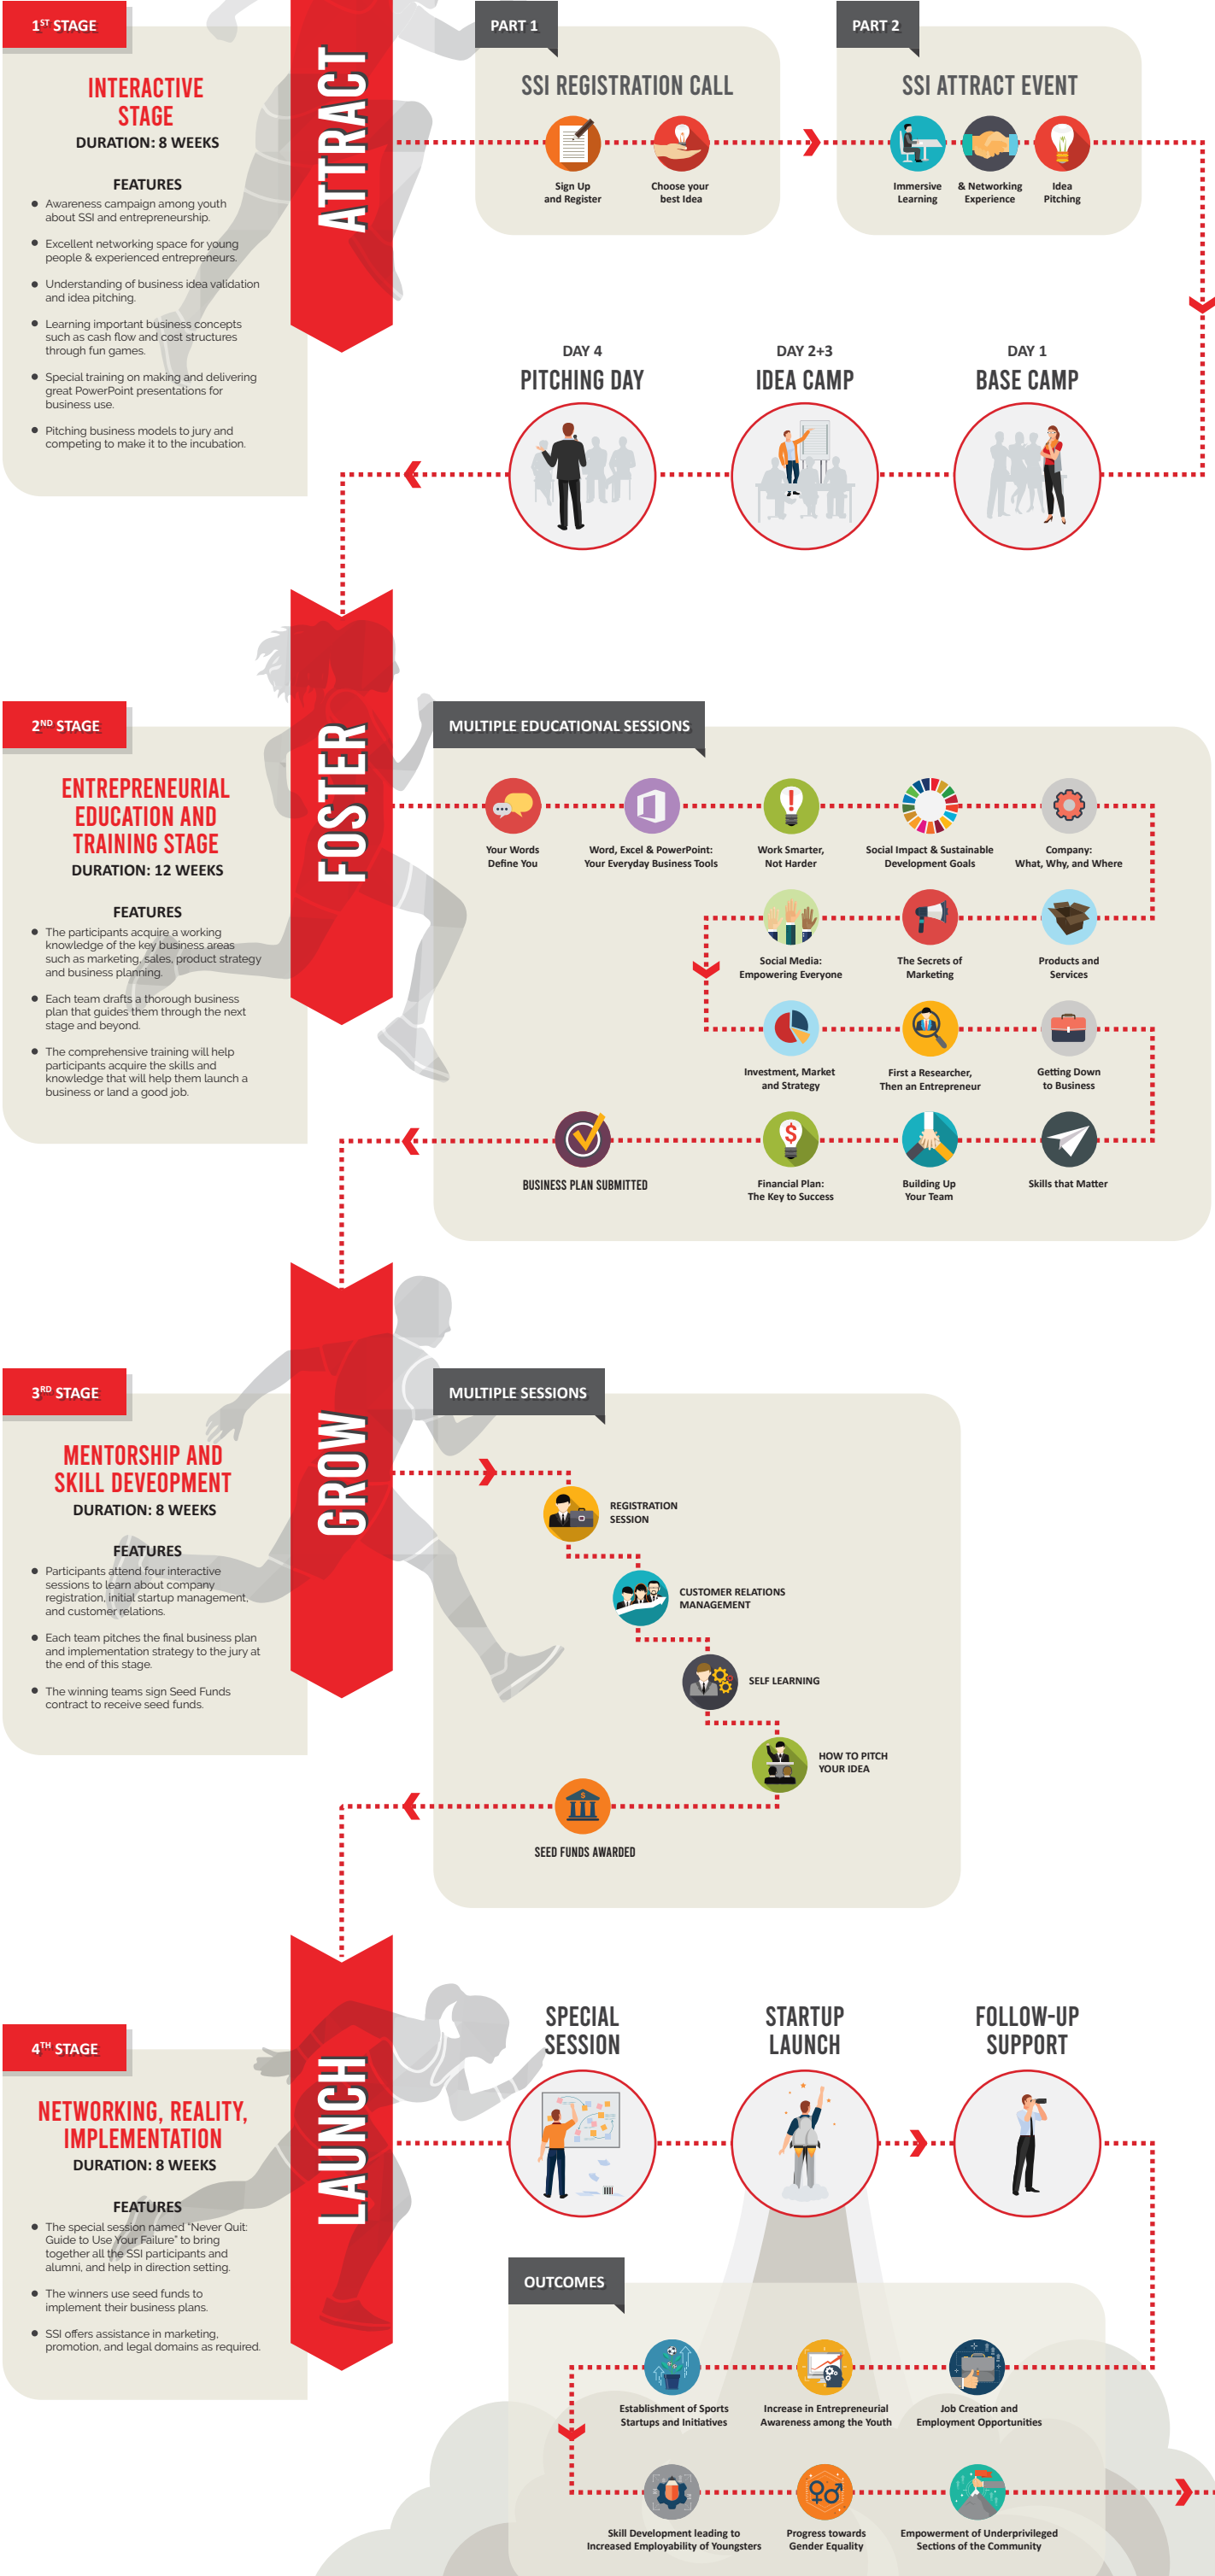 1ST STAGE
INTERACTIVE
STAGE
DURATION: 8 WEEKS
FEATURES
● Awareness campaign among youth
about SSI and entrepreneurship.
● Excellent networking space for young
people & experienced entrepreneurs.
● Understanding of business idea validation
and idea pitching.
● Learning important business concepts
such as cash flow and cost structures
through fun games.
● Special training on making and delivering
great PowerPoint presentations for
business use.
● Pitching business models to jury and
competing to make it to the incubation.
ATTRACT
PART 1
SSI REGISTRATION CALL
Sign Up
and Register
Choose your
best Idea
PART 2
SSI ATTRACT EVENT
Immersive
Learning
& Networking
Experience
Idea
Pitching
DAY 4
PITCHING DAY
DAY 2+3
IDEA CAMP
DAY 1
BASE CAMP
2ND STAGE
ENTREPRENEURIAL
EDUCATION AND
TRAINING STAGE
DURATION: 12 WEEKS
FEATURES
● The participants acquire a working
knowledge of the key business areas
such as marketing, sales, product strategy
and business planning.
● Each team drafts a thorough business
plan that guides them through the next
stage and beyond.
● The comprehensive training will help
participants acquire the skills and
knowledge that will help them launch a
business or land a good job.
FOSTER
MULTIPLE EDUCATIONAL SESSIONS
Your Words
Define You
Word, Excel & PowerPoint:
Your Everyday Business Tools
Work Smarter,
Not Harder
Social Impact & Sustainable
Development Goals
Company:
What, Why, and Where
Social Media:
Empowering Everyone
The Secrets of
Marketing
Products and
Services
Investment, Market
and Strategy
First a Researcher,
Then an Entrepreneur
Getting Down
to Business
BUSINESS PLAN SUBMITTED
Financial Plan:
The Key to Success
Building Up
Your Team
Skills that Matter
3RD STAGE
MENTORSHIP AND
SKILL DEVEOPMENT
DURATION: 8 WEEKS
FEATURES
● Participants attend four interactive
sessions to learn about company
registration, initial startup management,
and customer relations.
● Each team pitches the final business plan
and implementation strategy to the jury at
the end of this stage.
● The winning teams sign Seed Funds
contract to receive seed funds.
GROW
MULTIPLE SESSIONS
REGISTRATION
SESSION
CUSTOMER RELATIONS
MANAGEMENT
SELF LEARNING
HOW TO PITCH
YOUR IDEA
SEED FUNDS AWARDED
4TH STAGE
NETWORKING, REALITY,
IMPLEMENTATION
DURATION: 8 WEEKS
FEATURES
● The special session named "Never Quit:
Guide to Use Your Failure" to bring
together all the SSI participants and
alumni, and help in direction setting.
● The winners use seed funds to
implement their business plans.
● SSI offers assistance in marketing,
promotion, and legal domains as required.
LAUNCH
SPECIAL
SESSION
STARTUP
LAUNCH
FOLLOW-UP
SUPPORT
OUTCOMES
Establishment of Sports
Startups and Initiatives
Increase in Entrepreneurial
Awareness among the Youth
Job Creation and
Employment Opportunities
Skill Development leading to
Increased Employability of Youngsters
Progress towards
Gender Equality
Empowerment of Underprivileged
Sections of the Community